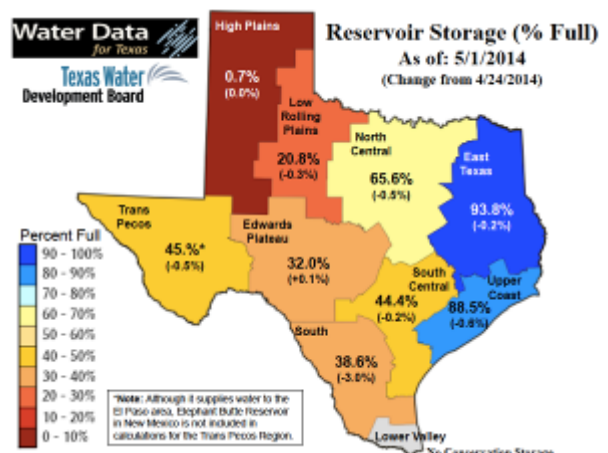 Water Data
for Texas
Texas Water
Development Board
Reservoir Storage (% Full)
As of: 5/1/2014
(Change from 4/24/2014)
High Plains
0.7%
(0.0%)
Low
Rolling
Plains
20.8%
(-0.3%)
North
Central
65.6%
(-0.5%)
East
Texas
93.8%
(-0.2%)
Trans
Pecos
45.%*
(-0.5%)
Edwards
Plateau
32.0%
(+0.1%)
South
Central
44.4%
(-0.2%)
Upper
Coast
88.5%
(-0.6%)
South
38.6%
(-3.0%)
Lower Valley
No Conservation Storage
Percent Full
90 - 100%
80 - 90%
70 - 80%
60 - 70%
50 - 60%
40 - 50%
30 - 40%
20 - 30%
10 - 20%
0 - 10%
*Note: Although it supplies water to the
El Paso area, Elephant Butte Reservoir
in New Mexico is not included in
calculations for the Trans Pecos Region.